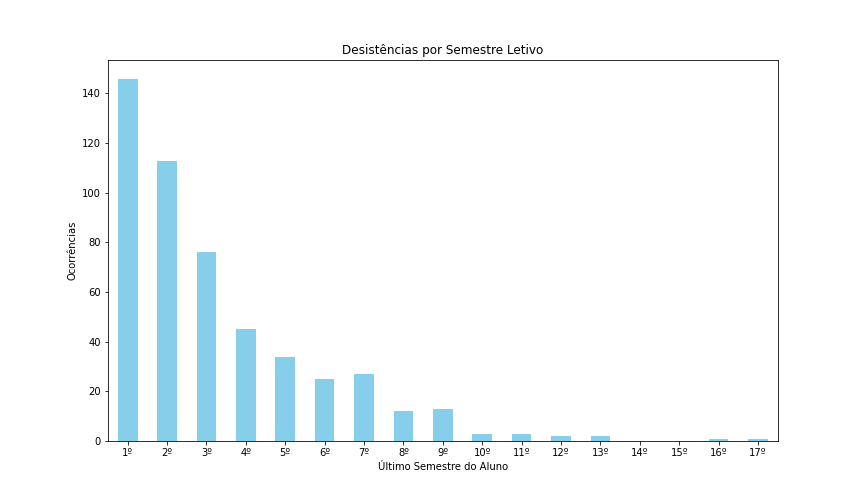 Desistências por Semestre Letivo
Ocorrências
140
120
100
80
60
40
20
0
1º 2º 3º 4º 5º 6º 7º 8º 9º 10º 11º 12º 13º 14º 15º 16º 17º
Último Semestre do Aluno